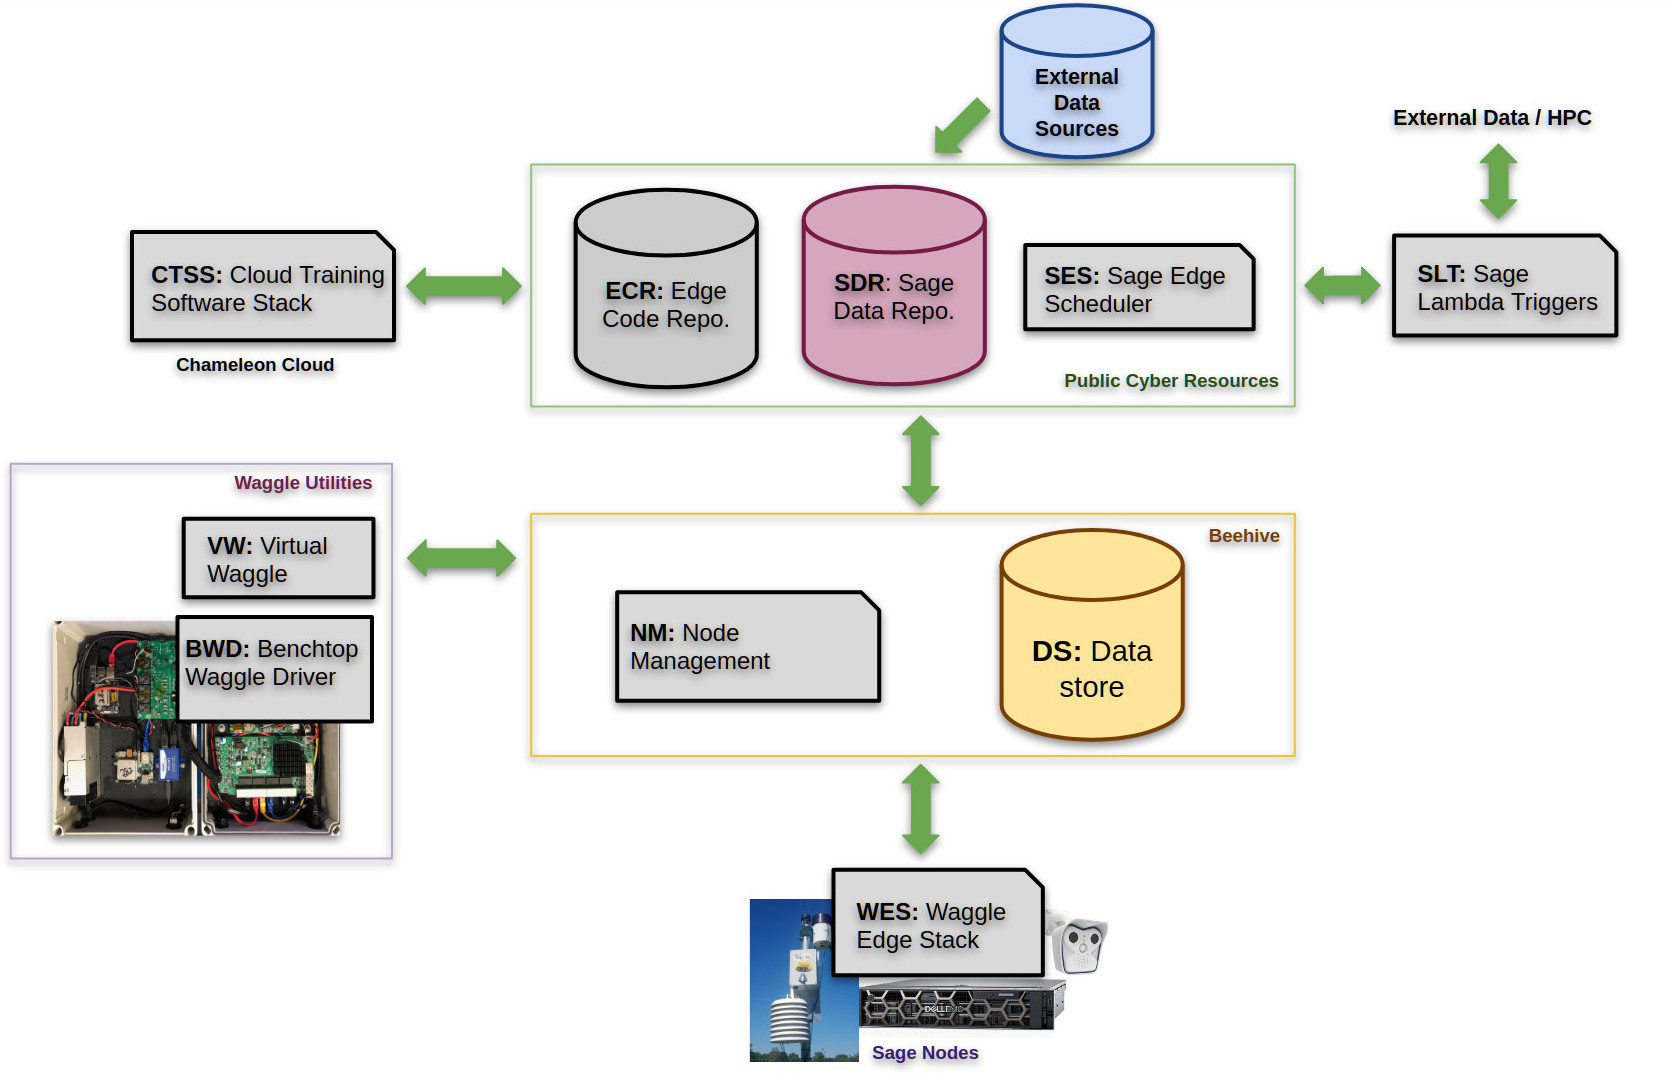 External
Data
Sources
External Data / HPC
CTSS: Cloud Training
Software Stack
Chameleon Cloud
ECR: Edge
Code Repo.
SDR: Sage
Data Repo.
SES: Sage Edge
Scheduler
Public Cyber Resources
SLT: Sage
Lambda Triggers
Waggle Utilities
VW: Virtual
Waggle
BWD: Benchtop
Waggle Driver
Beehive
NM: Node
Management
DS: Data
store
WES: Waggle
Edge Stack
DELLEMC
Sage Nodes